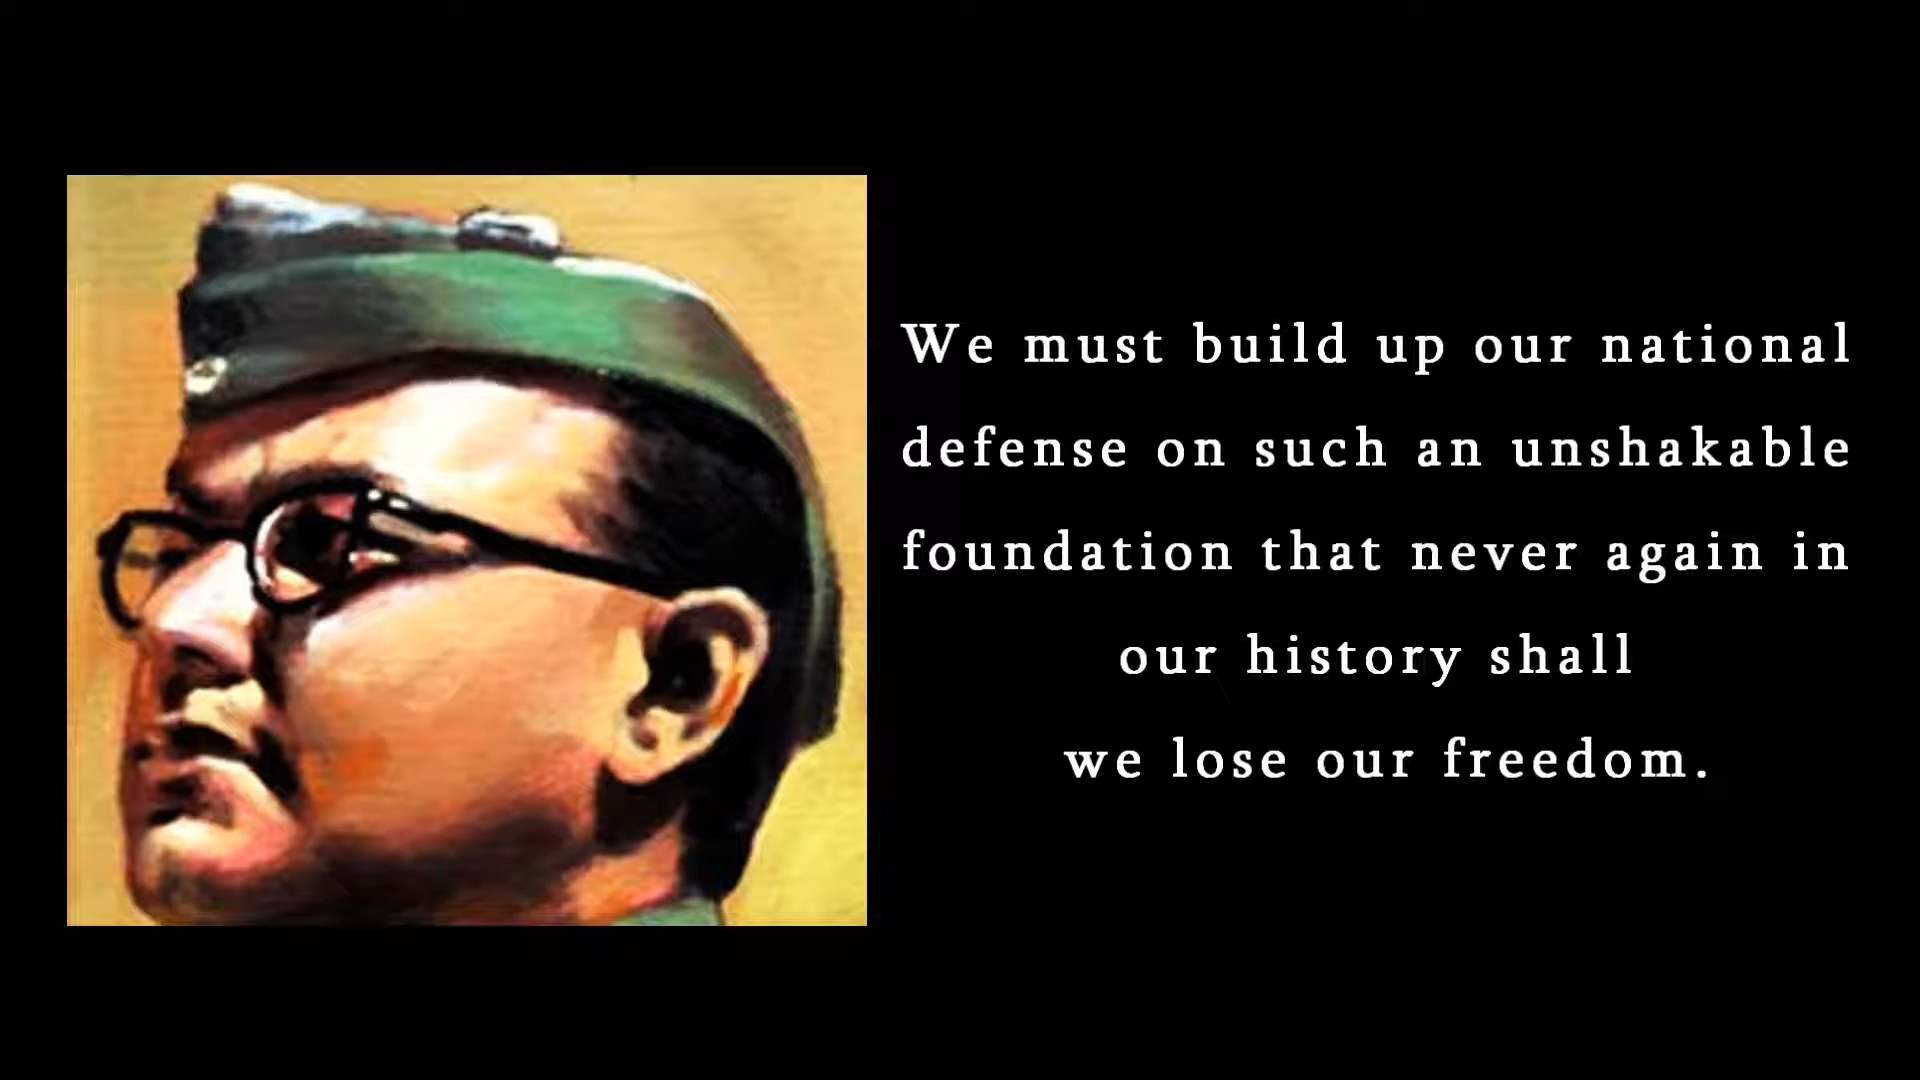 We must build up our national
defense on such an unshakable
foundation that never again in
our history shall
we lose our freedom.